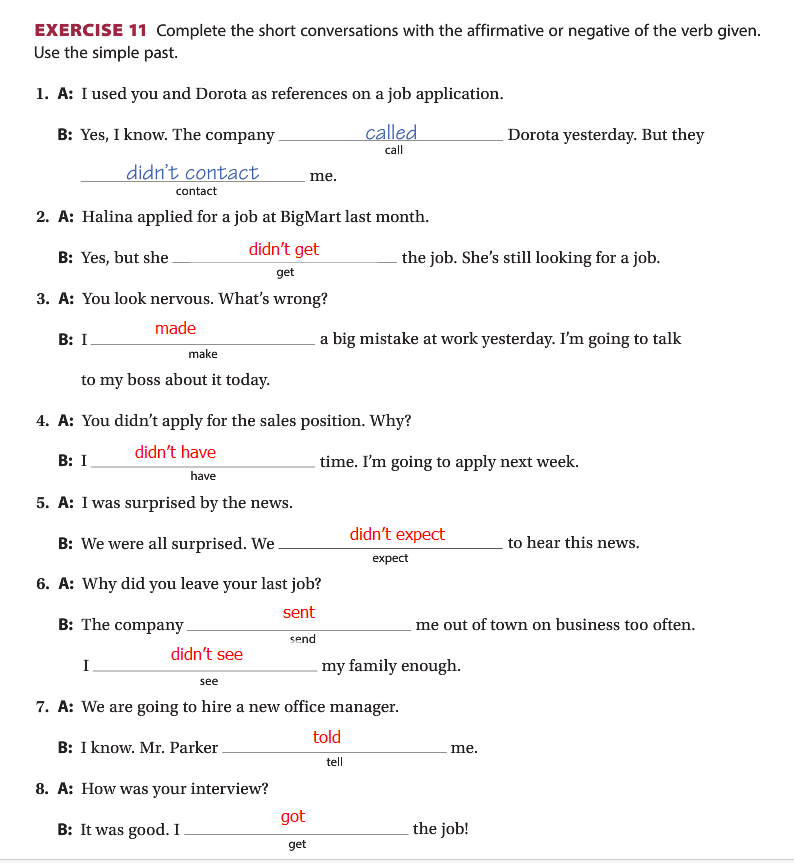 EXERCISE 11 Complete the short conversations with the affirmative or negative of the verb given.
Use the simple past.
1. A: I used you and Dorota as references on a job application.
B: Yes, I know. The company called Dorota yesterday. But they
call
didn't contact me.
contact
2. A: Halina applied for a job at BigMart last month.
B: Yes, but she didn't get the job. She's still looking for a job.
get
3. A: You look nervous. What's wrong?
B: I made a big mistake at work yesterday. I'm going to talk
make
to my boss about it today.
4. A: You didn't apply for the sales position. Why?
B: I didn't have time. I'm going to apply next week.
have
5. A: I was surprised by the news.
B: We were all surprised. We didn't expect to hear this news.
expect
6. A: Why did you leave your last job?
B: The company sent me out of town on business too often.
send
I didn't see my family enough.
see
7. A: We are going to hire a new office manager.
B: I know. Mr. Parker told me.
tell
8. A: How was your interview?
B: It was good. I got the job!
get